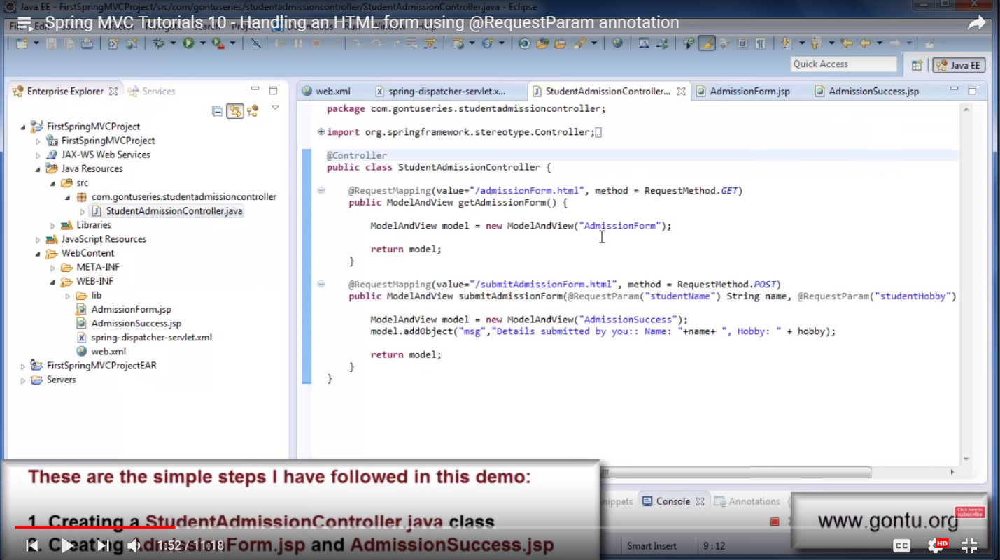 Java EE - FirstSpringMVCProject/src/com/gontuseries/studentadmissioncontroller/StudentAdmissionController.java - Eclipse
Spring MVC Tutorials 10 - Handling an HTML form using @RequestParam annotation
Quick Access
Java EE
Enterprise Explorer
Services
FirstSpringMVCProject
FirstSpringMVCProject
JAX-WS Web Services
Java Resources
src
com.gontuseries.studentadmissioncontroller
StudentAdmissionController.java
Libraries
JavaScript Resources
WebContent
META-INF
WEB-INF
lib
AdmissionForm.jsp
AdmissionSuccess.jsp
spring-dispatcher-servlet.xml
web.xml
FirstSpringMVCProjectEAR
Servers
web.xml
spring-dispatcher-servlet.x...
StudentAdmissionController...
AdmissionForm.jsp
AdmissionSuccess.jsp
package com.gontuseries.studentadmissioncontroller;
import org.springframework.stereotype.Controller;
@Controller
public class StudentAdmissionController {
@RequestMapping(value="/admissionForm.html", method = RequestMethod.GET)
public ModelAndView getAdmissionForm() {
ModelAndView model = new ModelAndView("AdmissionForm");
return model;
}
@RequestMapping(value="/submitAdmissionForm.html", method = RequestMethod.POST)
public ModelAndView submitAdmissionForm(@RequestParam("studentName") String name, @RequestParam("studentHobby")
ModelAndView model = new ModelAndView("AdmissionSuccess");
model.addObject("msg","Details submitted by you:: Name: "+name+ ", Hobby: " + hobby);
return model;
}
}
These are the simple steps I have followed in this demo:
1. Creating a StudentAdmissionController.java class
2. Creating AdmissionForm.jsp and AdmissionSuccess.jsp
1:52 / 11:18
Console
Annotations
www.gontu.org
Click here to
subscribe
Smart Insert
9 : 12
CC
HD